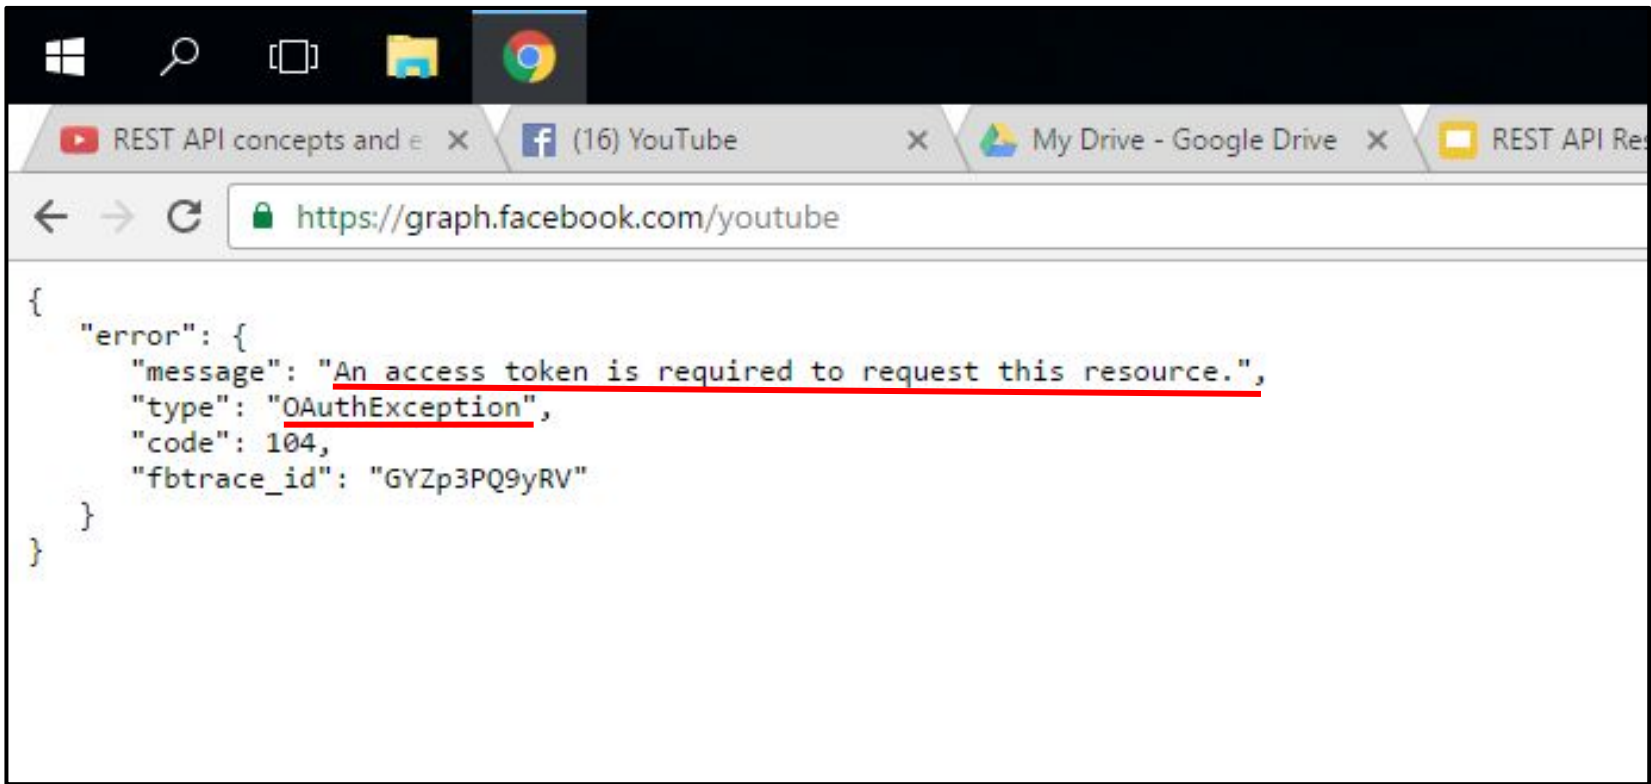 REST API concepts and e
(16) YouTube
My Drive - Google Drive
REST API Res
https://graph.facebook.com/youtube
{
"error": {
"message": "An access token is required to request this resource.",
"type": "OAuthException",
"code": 104,
"fbtrace_id": "GYZp3PQ9yRV"
}
}